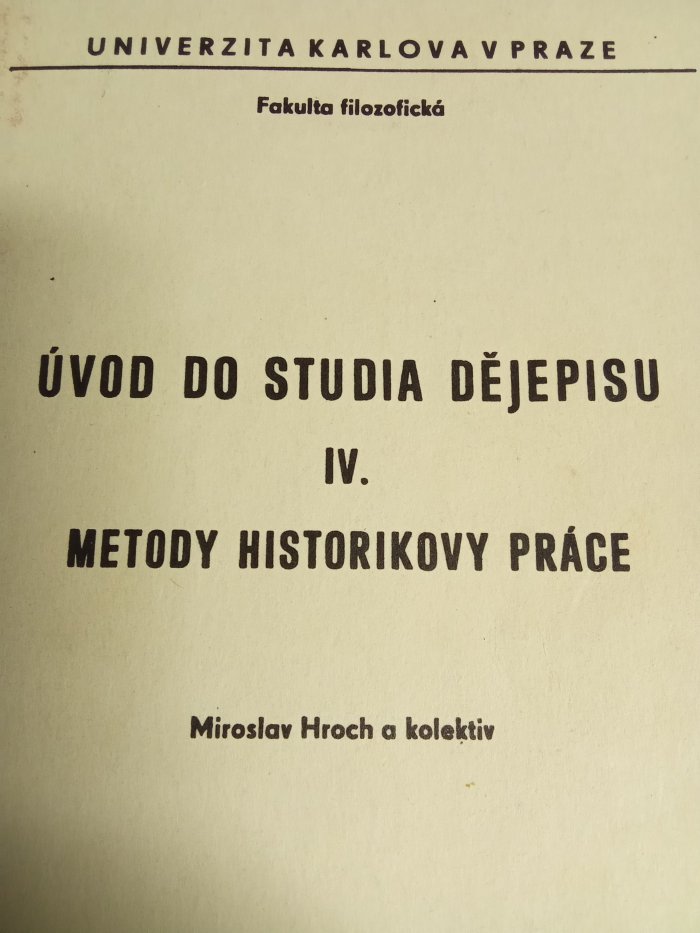 UNIVERZITA KARLOVA V PRAZE
Fakulta filozofická
ÚVOD DO STUDIA DĚJEPISU
IV.
METODY HISTORIKOVY PRÁCE
Miroslav Hroch a kolektiv